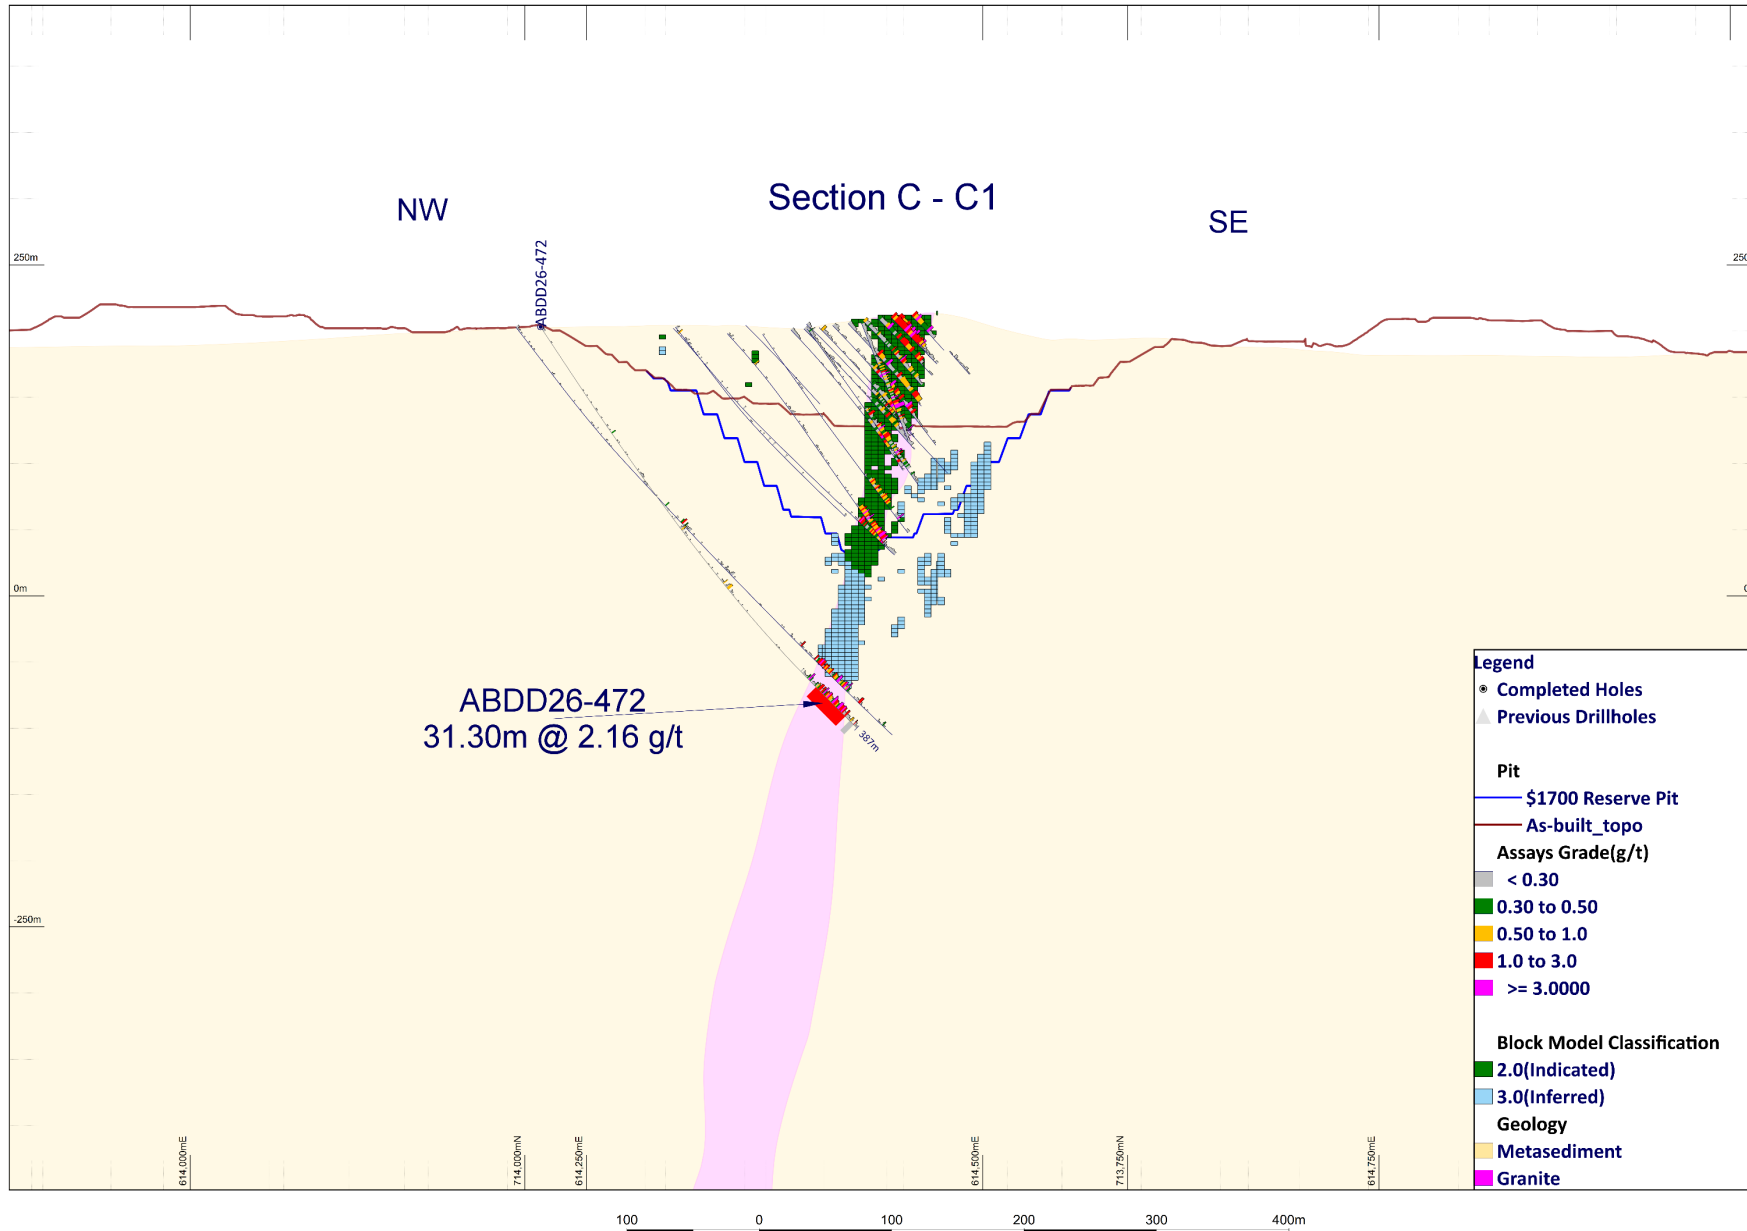 Section C - C1
NW
SE
ABDD26-472
250m
250
0m
0
-250m
ABDD26-472
31.30m @ 2.16 g/t
387m
Legend
Completed Holes
Previous Drillholes
Pit
$1700 Reserve Pit
As-built_topo
Assays Grade(g/t)
< 0.30
0.30 to 0.50
0.50 to 1.0
1.0 to 3.0
>= 3.0000
Block Model Classification
2.0(Indicated)
3.0(Inferred)
Geology
Metasediment
Granite
614,000mE
714,000mN
614,250mE
614,500mE
713,750mN
614,750mE
100 0 100 200 300 400m